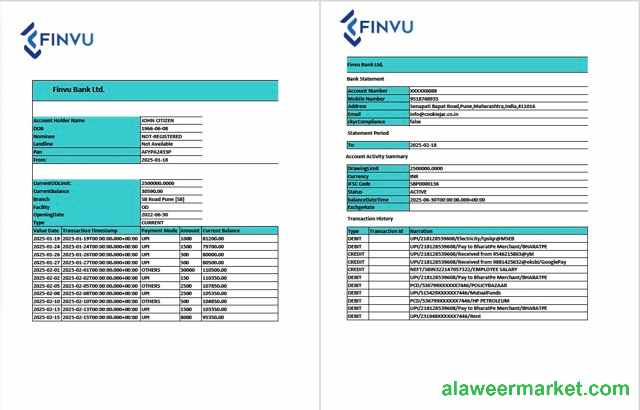 FINVU
Finvu Bank Ltd.
Account Holder Name JOHN CITIZEN
DOB 1966-06-08
Nominee NOT-REGISTERED
Landline Not Available
Pan AFYPA2453P
From: 2025-01-18
CurrentODLimit: 2500000.0000
CurrentBalance 30590.00
Branch SB Road Pune [SB]
Facility OD
OpeningDate 2022-06-30
Type CURRENT
Value Date Transaction Timestamp Payment Mode Amount Current Balance
2025-01-19 2025-01-19T00:00:00.000+00:00 UPI 1000 81200.00
2025-01-24 2025-01-24T00:00:00.000+00:00 UPI 1500 79700.00
2025-01-26 2025-01-26T00:00:00.000+00:00 UPI 300 80000.00
2025-01-27 2025-01-27T00:00:00.000+00:00 UPI 500 80500.00
2025-02-01 2025-02-01T00:00:00.000+00:00 OTHERS 30000 110500.00
2025-02-02 2025-02-02T00:00:00.000+00:00 UPI 150 110350.00
2025-02-05 2025-02-05T00:00:00.000+00:00 OTHERS 2500 107850.00
2025-02-08 2025-02-08T00:00:00.000+00:00 UPI 2500 105350.00
2025-02-10 2025-02-10T00:00:00.000+00:00 OTHERS 500 104850.00
2025-02-13 2025-02-13T00:00:00.000+00:00 UPI 1500 103350.00
2025-02-15 2025-02-15T00:00:00.000+00:00 UPI 8000 95350.00
FINVU
Finvu Bank Ltd.
Bank Statement
Account Number XXXXX6088
Mobile Number 9518748955
Address Senapati Bapat Road,Pune,Maharashtra,India,411016
Email info@cookiejar.co.in
ckycCompliance false
Statement Period
To 2025-02-18
Account Activity Summary
DrawingLimit 2500000.0000
Currency INR
IFSC Code SBP0000156
Status ACTIVE
BalanceDateTime 2025-06-30T00:00:00.000+00:00
ExchgeRate
Transaction History
Type Transaction Id Narration
DEBIT UPI/218128539608/Electricity/tpslqr@MSEB
DEBIT UPI/218128539608/Pay to BharatPe Merchant/BHARATPE
CREDIT UPI/218128539608/Received from 8546215863@ybl
CREDIT UPI/218128539608/Received from 9881425632@oksbi/GooglePay
CREDIT NEFT/SBIN32214?057322/EMPLOYEE SALARY
DEBIT UPI/218128539608/Pay to BharatPe Merchant/BHARATPE
DEBIT PCD/536799XXXXXX7446/POLICYBAZAAR
DEBIT UPI/515420XXXXXX7446/MutualFunds
DEBIT PCD/536799XXXXXX7446/HP PETROLEUM
DEBIT UPI/218128539608/Pay to BharatPe Merchant/BHARATPE
DEBIT UPI/231048XXXXXX7446/Rent
alaweermarket.com